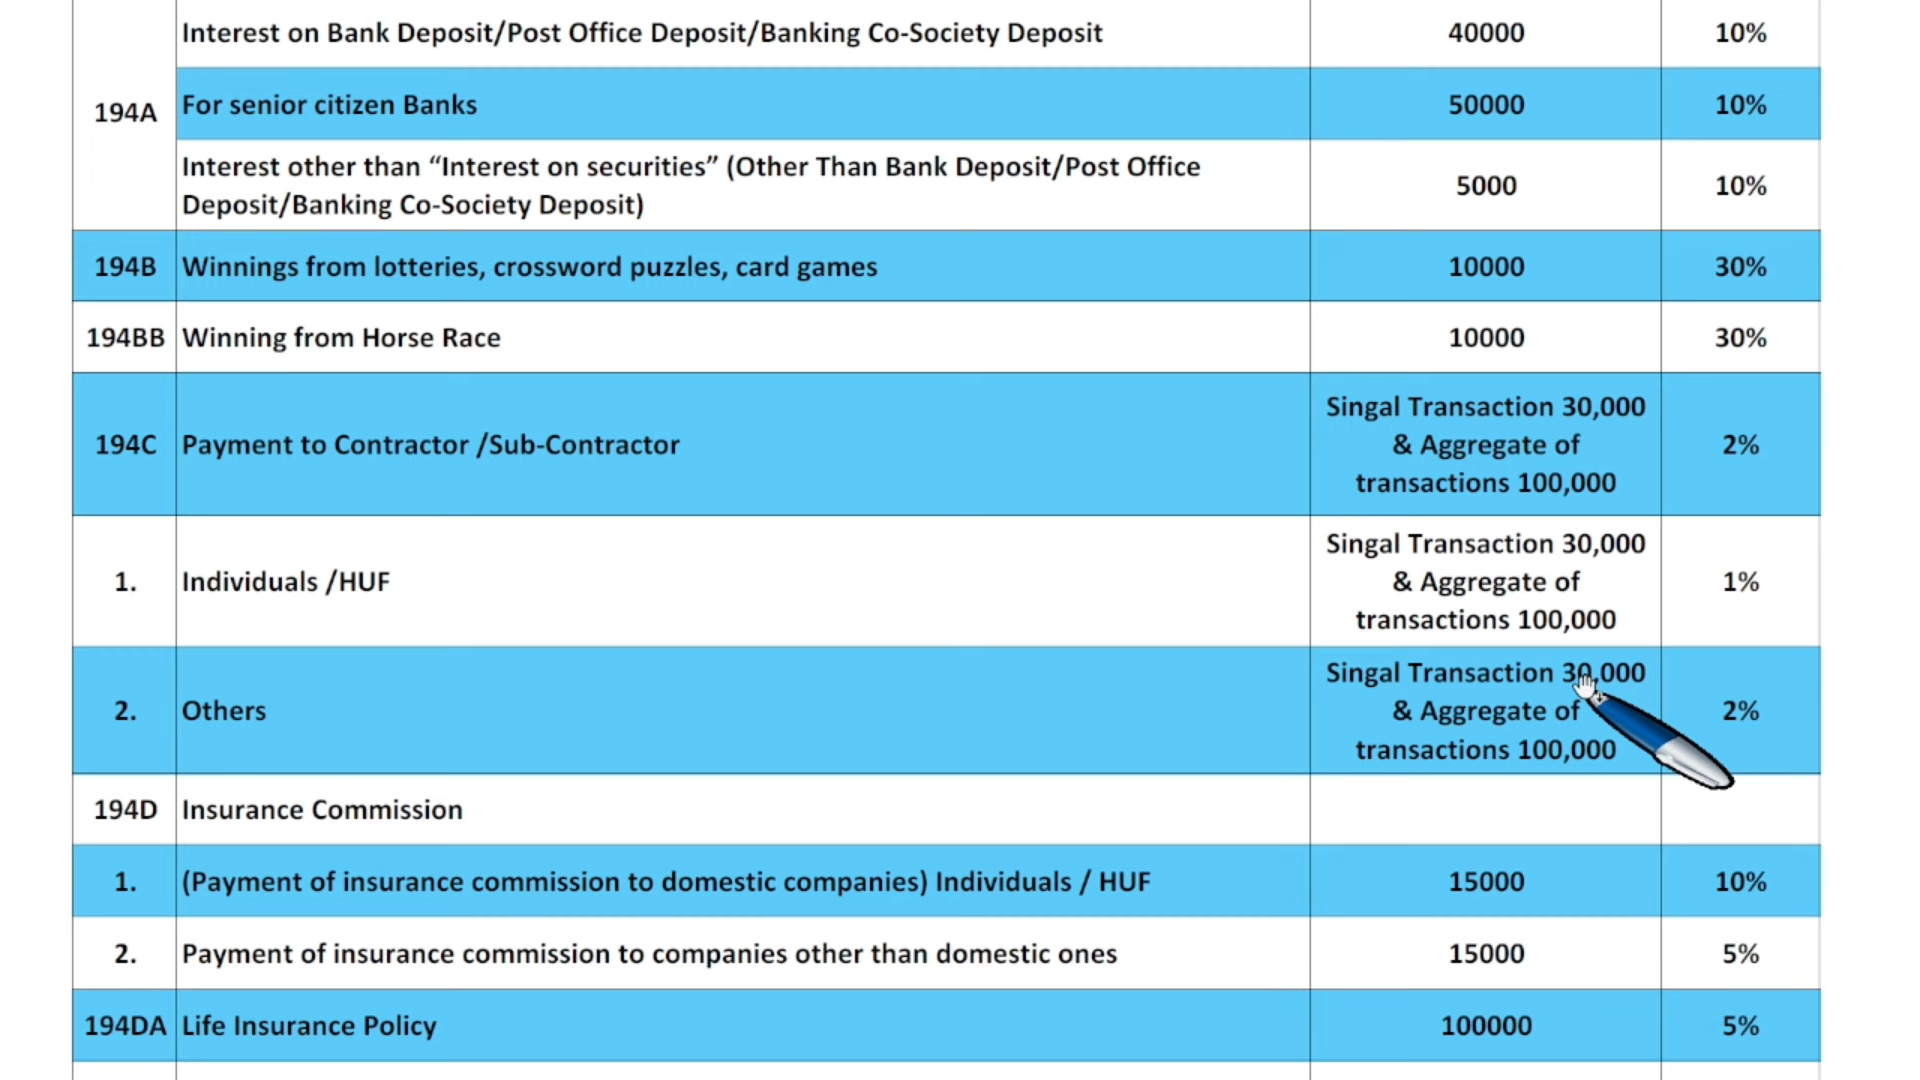 Interest on Bank Deposit/Post Office Deposit/Banking Co-Society Deposit 40000 10%
194A
For senior citizen Banks 50000 10%
Interest other than “Interest on securities” (Other Than Bank Deposit/Post Office
Deposit/Banking Co-Society Deposit)
5000 10%
194B Winnings from lotteries, crossword puzzles, card games 10000 30%
194BB Winning from Horse Race 10000 30%
194C Payment to Contractor /Sub-Contractor
Singal Transaction 30,000
& Aggregate of
transactions 100,000
2%
1. Individuals /HUF
Singal Transaction 30,000
& Aggregate of
transactions 100,000
1%
2. Others
Singal Transaction 30,000
& Aggregate of
transactions 100,000
2%
194D Insurance Commission
1. (Payment of insurance commission to domestic companies) Individuals / HUF 15000 10%
2. Payment of insurance commission to companies other than domestic ones 15000 5%
194DA Life Insurance Policy 100000 5%